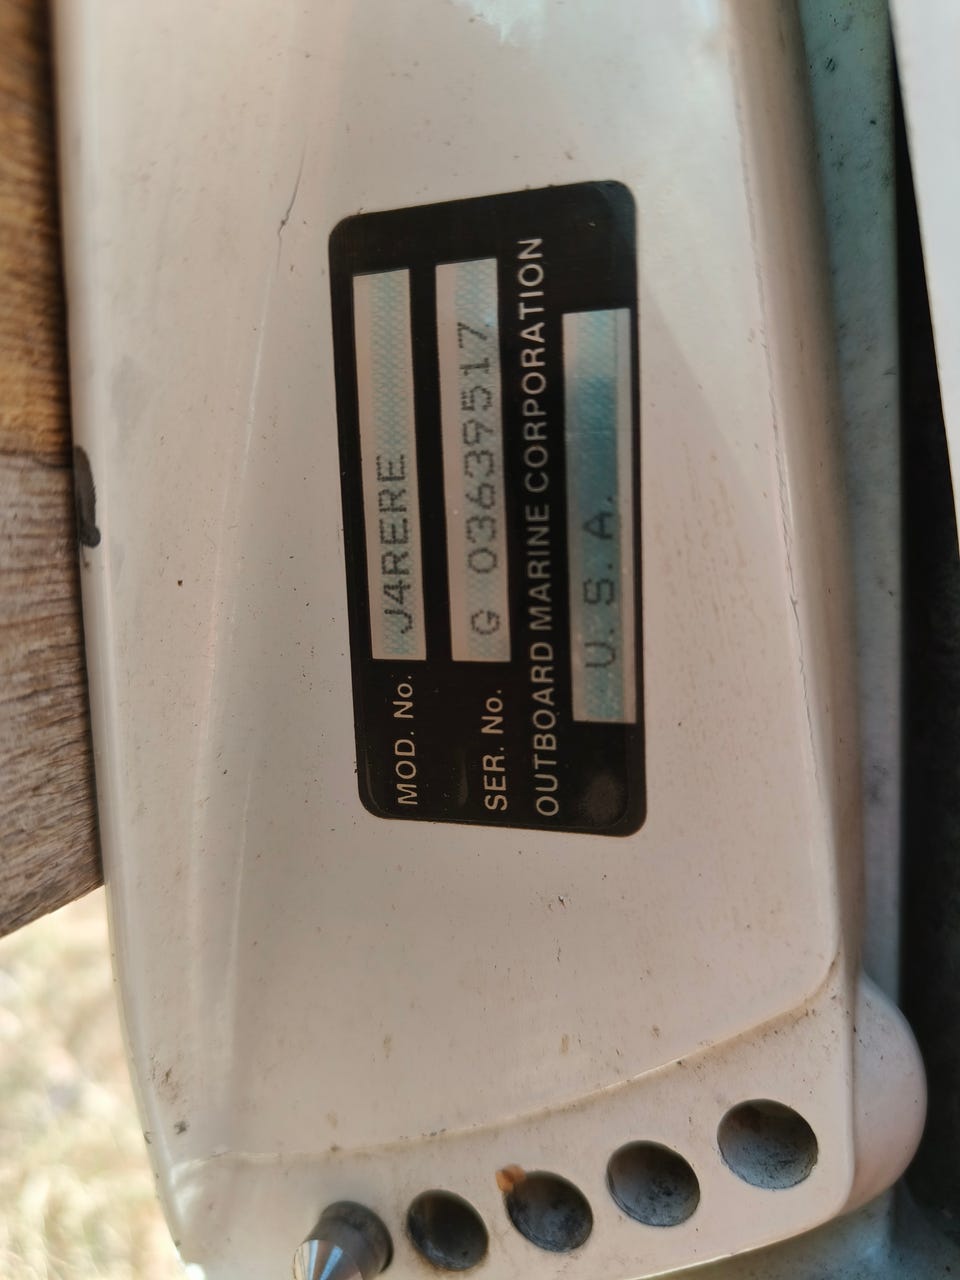 MOD. No. J4RERE
SER. No. G 03639517
OUTBOARD MARINE CORPORATION
U. S. A.